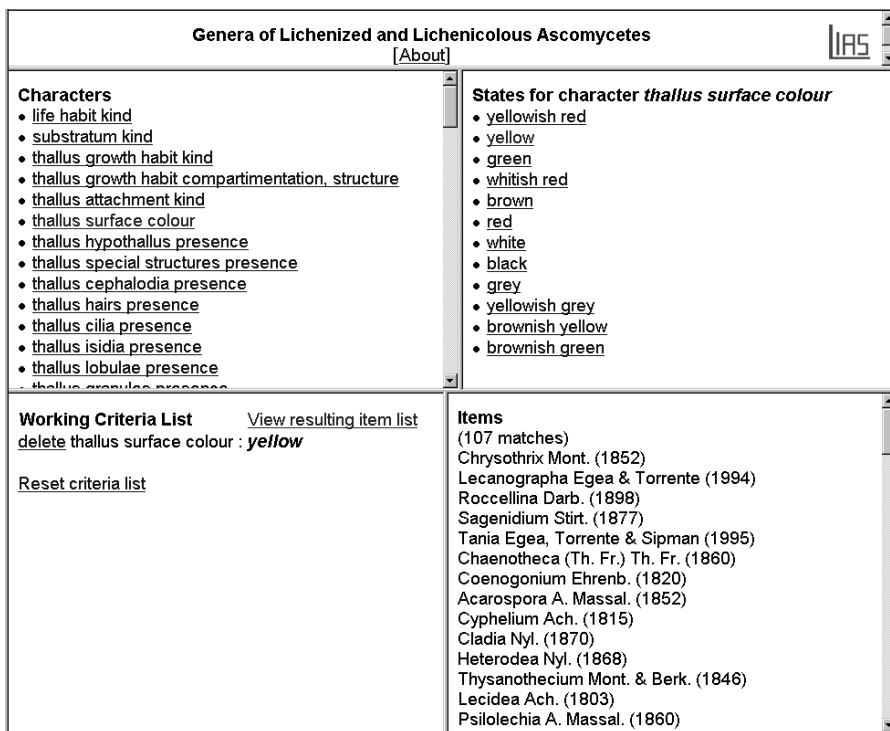 Genera of Lichenized and Lichenicolous Ascomycetes
[About]
LIAS
Characters
• life habit kind
• substratum kind
• thallus growth habit kind
• thallus growth habit compartimentation, structure
• thallus attachment kind
• thallus surface colour
• thallus hypothallus presence
• thallus special structures presence
• thallus cephalodia presence
• thallus hairs presence
• thallus cilia presence
• thallus isidia presence
• thallus lobulae presence
• thallus granules presence
States for character thallus surface colour
• yellowish red
• yellow
• green
• whitish red
• brown
• red
• white
• black
• grey
• yellowish grey
• brownish yellow
• brownish green
Working Criteria List View resulting item list
delete thallus surface colour : yellow
Reset criteria list
Items
(107 matches)
Chrysothrix Mont. (1852)
Lecanographa Egea & Torrente (1994)
Roccellina Darb. (1898)
Sagenidium Stirt. (1877)
Tania Egea, Torrente & Sipman (1995)
Chaenotheca (Th. Fr.) Th. Fr. (1860)
Coenogonium Ehrenb. (1820)
Acarospora A. Massal. (1852)
Cyphelium Ach. (1815)
Cladia Nyl. (1870)
Heterodea Nyl. (1868)
Thysanothecium Mont. & Berk. (1846)
Lecidea Ach. (1803)
Psilolechia A. Massal. (1860)